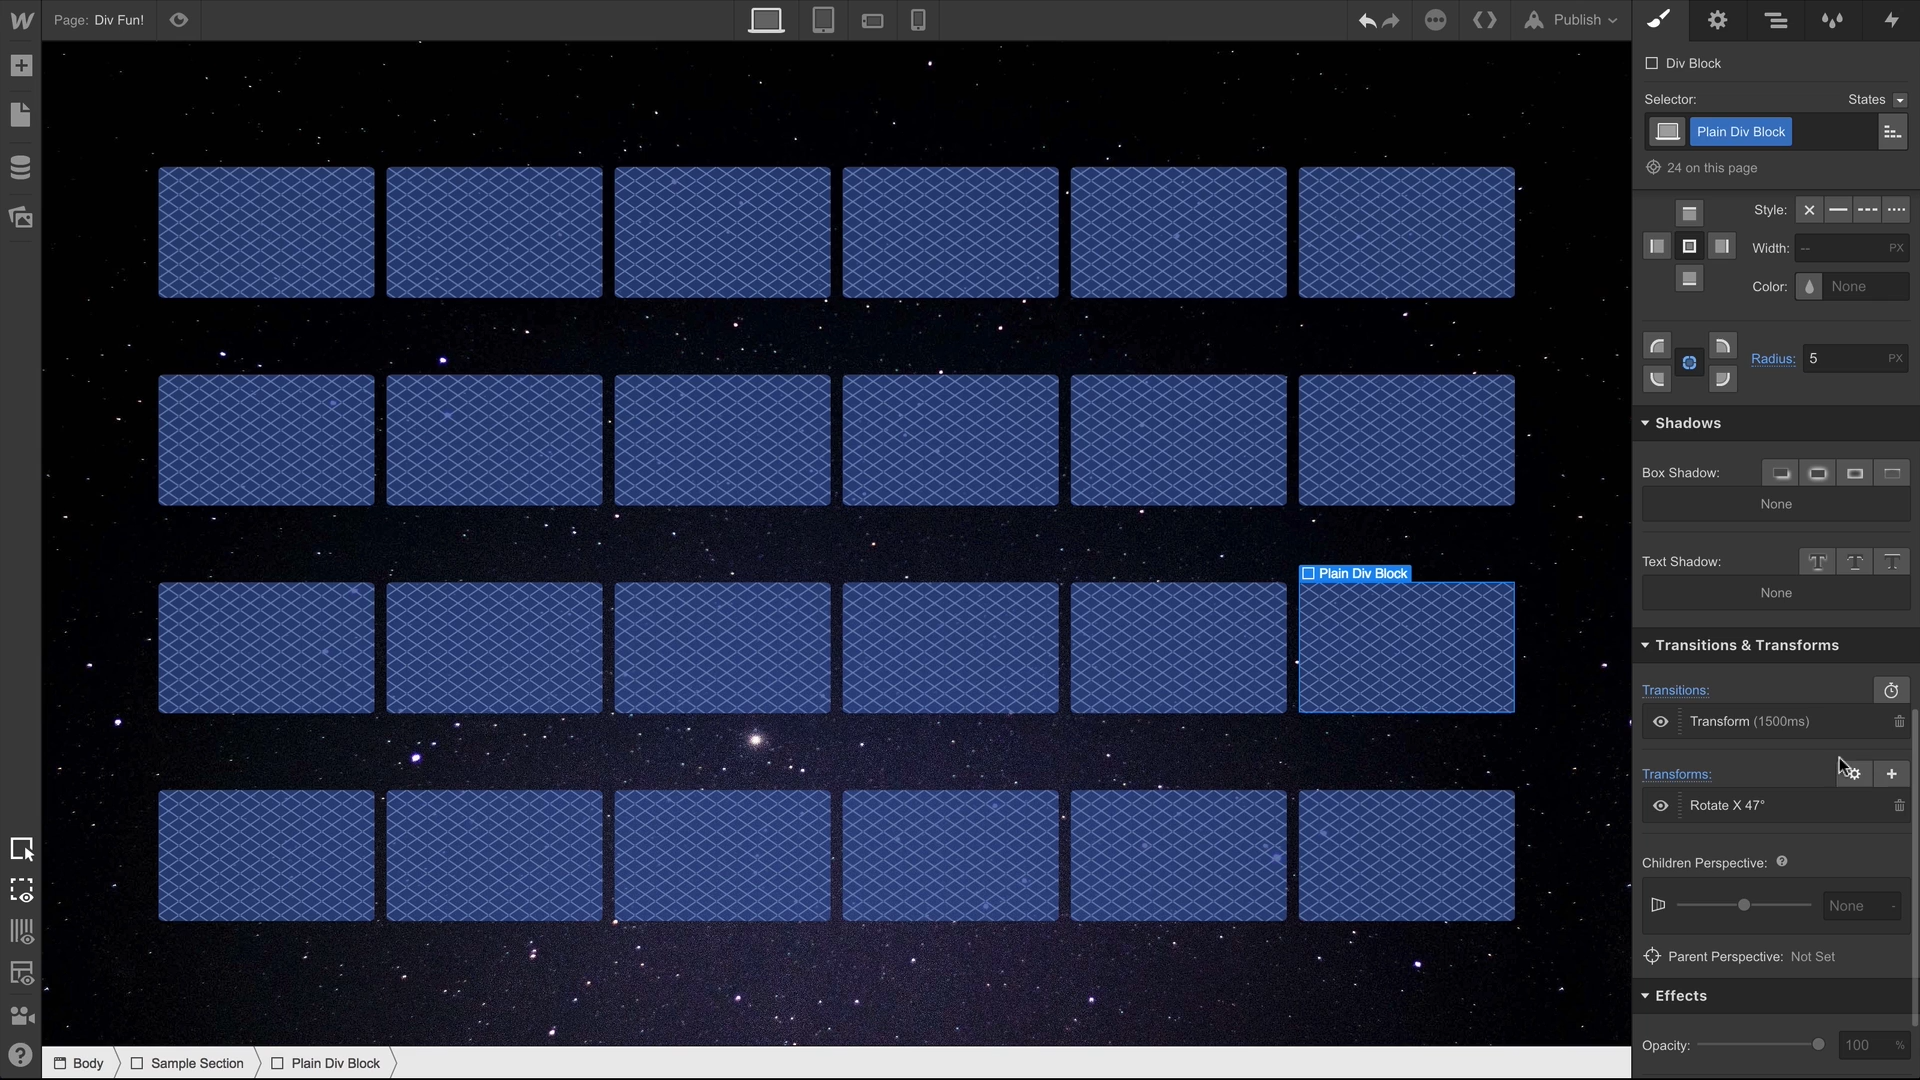 Page: Div Fun!
Publish
Div Block
Selector:
States
Plain Div Block
24 on this page
Style:
Width: -- PX
Color: None
Radius: 5 PX
Shadows
Box Shadow:
None
Text Shadow:
None
Plain Div Block
Transitions & Transforms
Transitions:
Transform (1500ms)
Transforms:
Rotate X 47°
Children Perspective:
None -
Parent Perspective: Not Set
Effects
Opacity: 100 %
Body
Sample Section
Plain Div Block